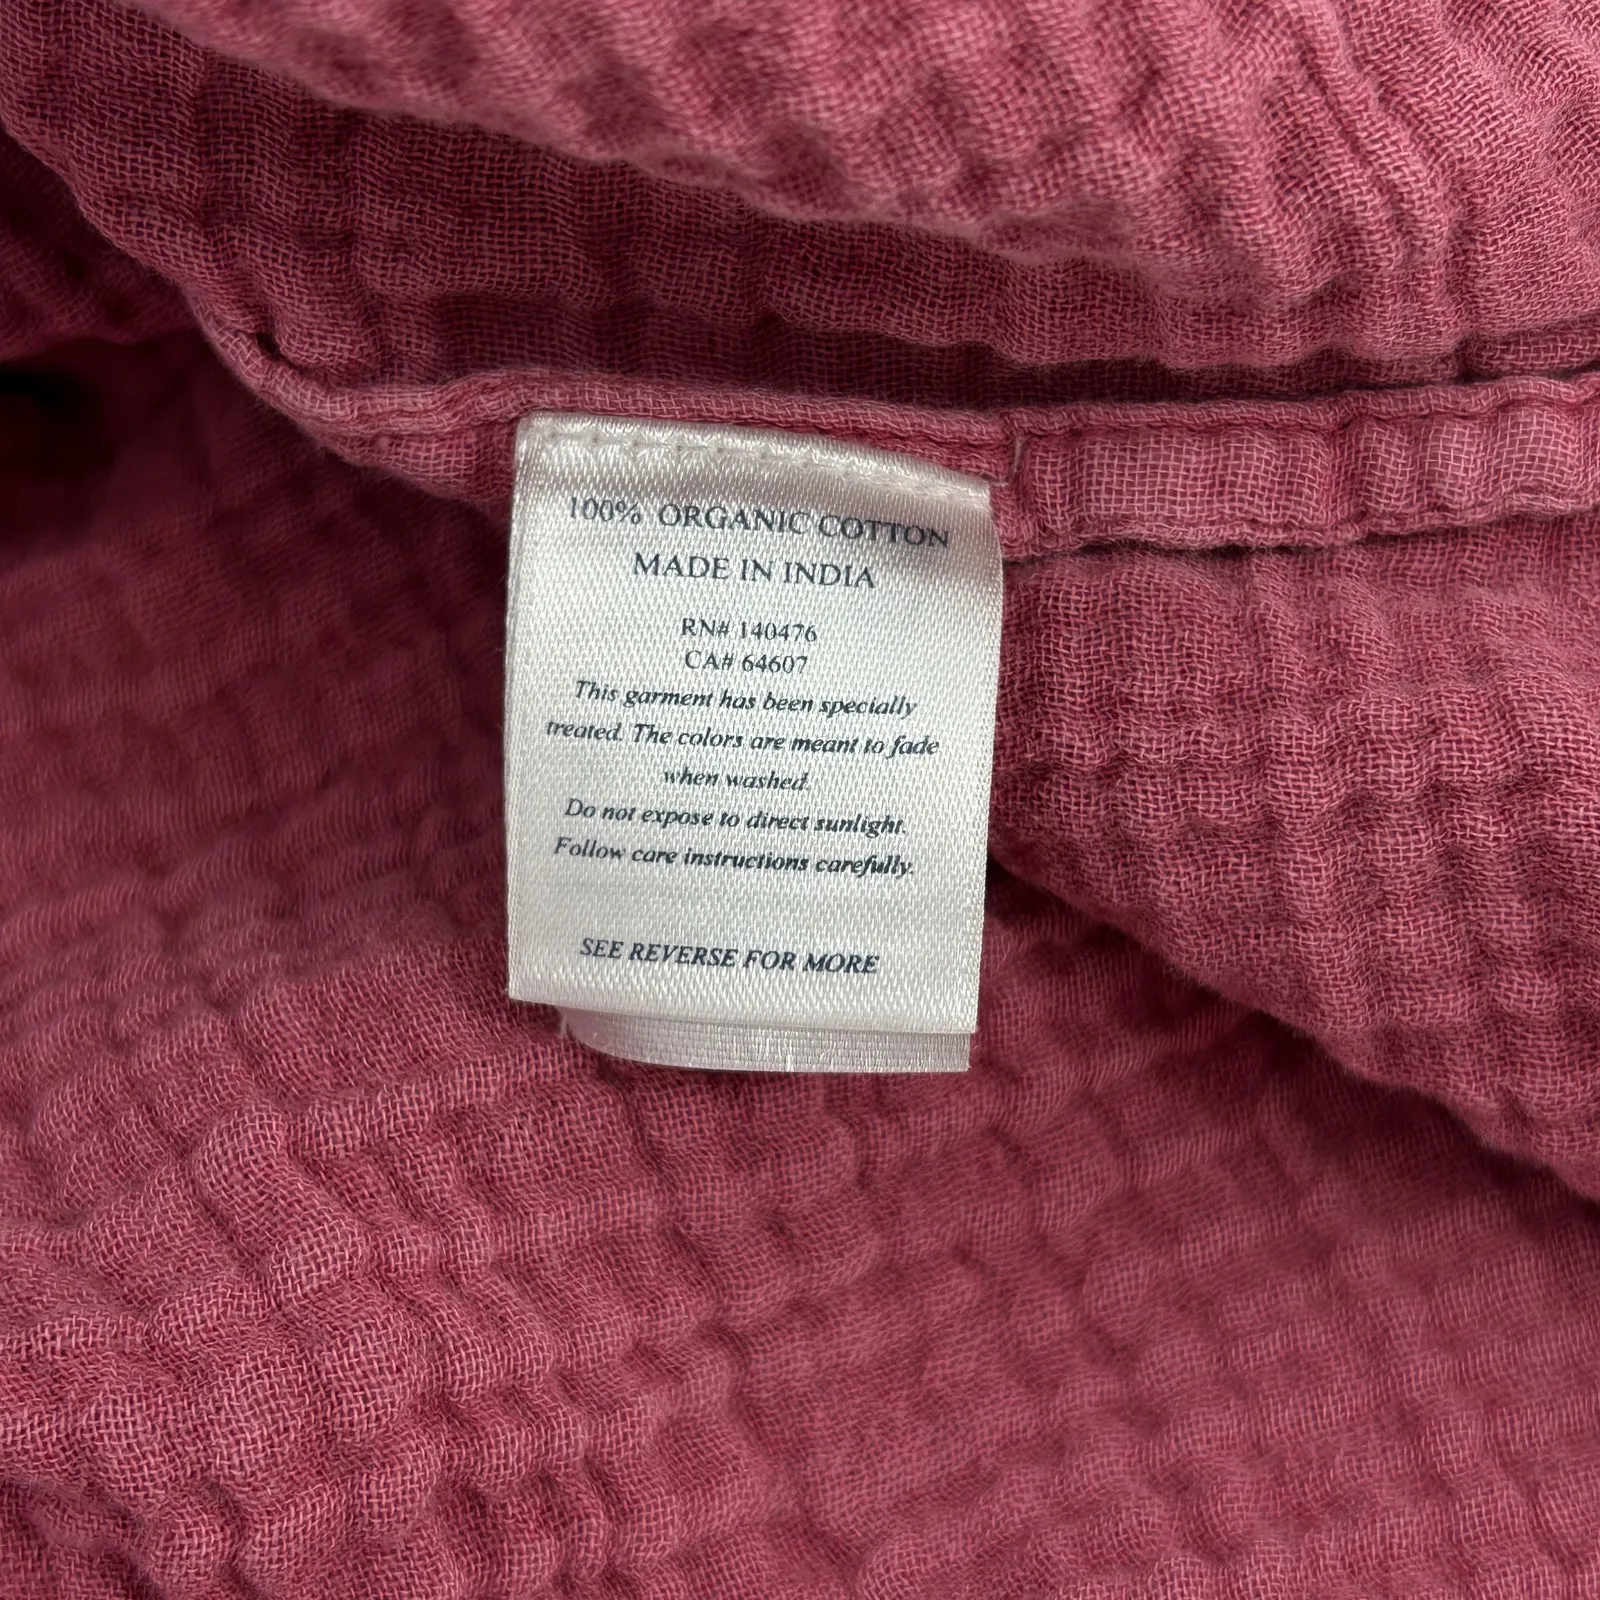 100% ORGANIC COTTON
MADE IN INDIA
RN# 140476
CA# 64607
This garment has been specially
treated. The colors are meant to fade
when washed.
Do not expose to direct sunlight.
Follow care instructions carefully.
SEE REVERSE FOR MORE